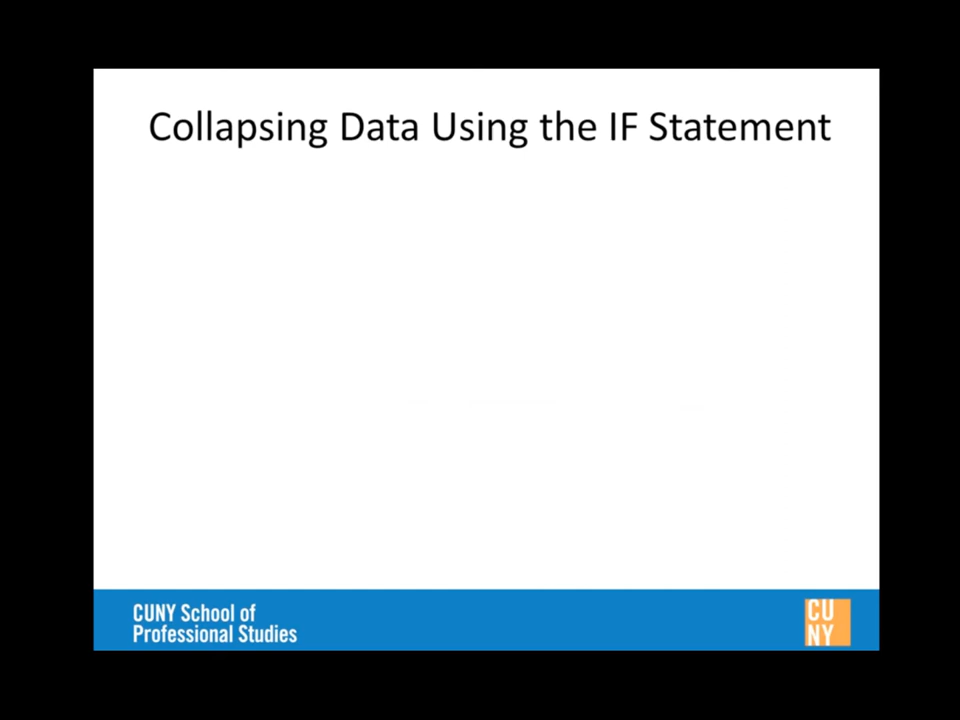 Collapsing Data Using the IF Statement
CUNY School of
Professional Studies
CU
NY